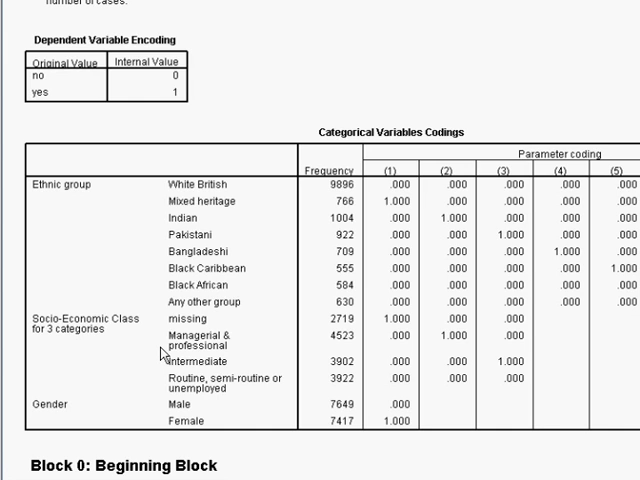 number of cases.
Dependent Variable Encoding
Original Value Internal Value
no 0
yes 1
Categorical Variables Codings
Parameter coding
Frequency (1) (2) (3) (4) (5)
Ethnic group White British 9896 .000 .000 .000 .000 .000
Mixed heritage 766 1.000 .000 .000 .000 .000
Indian 1004 .000 1.000 .000 .000 .000
Pakistani 922 .000 .000 1.000 .000 .000
Bangladeshi 709 .000 .000 .000 1.000 .000
Black Caribbean 555 .000 .000 .000 .000 1.000
Black African 584 .000 .000 .000 .000 .000
Any other group 630 .000 .000 .000 .000 .000
Socio-Economic Class missing 2719 1.000 .000 .000
for 3 categories
Managerial & 4523 .000 1.000 .000
professional
Intermediate 3902 .000 .000 1.000
Routine, semi-routine or 3922 .000 .000 .000
unemployed
Gender Male 7649 .000
Female 7417 1.000
Block 0: Beginning Block